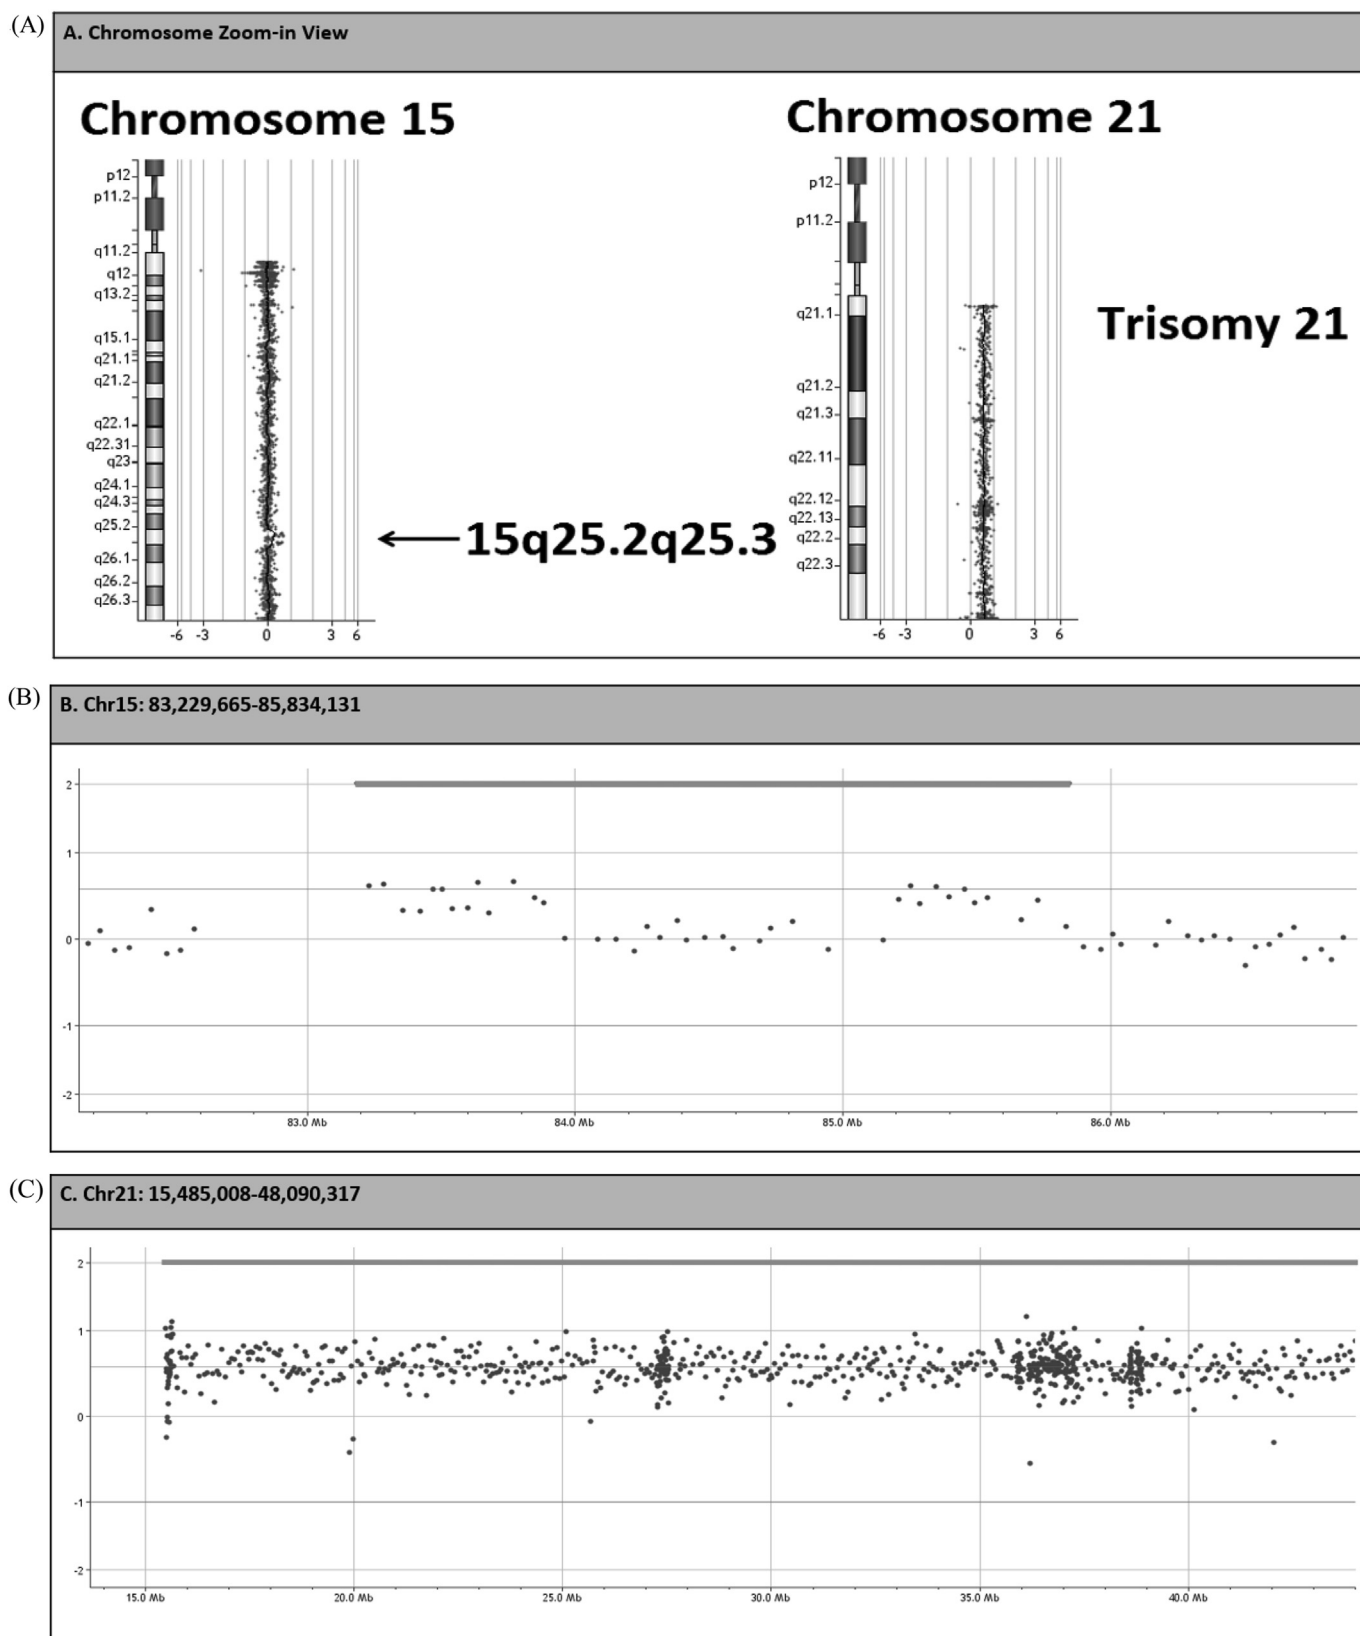 (A)
A. Chromosome Zoom-in View
Chromosome 15
Chromosome 21
p12
p11.2
q11.2
q12
q13.2
q15.1
q21.1
q21.2
q22.1
q22.31
q23
q24.1
q24.3
q25.2
q26.1
q26.2
q26.3
-6 -3 0 3 6
15q25.2q25.3
p12
p11.2
q21.1
q21.2
q21.3
q22.11
q22.12
q22.13
q22.2
q22.3
-6 -3 0 3 6
Trisomy 21
(B)
B. Chr15: 83,229,665-85,834,131
2
1
0
-1
-2
83.0 Mb 84.0 Mb 85.0 Mb 86.0 Mb
(C)
C. Chr21: 15,485,008-48,090,317
2
1
0
-1
-2
15.0 Mb 20.0 Mb 25.0 Mb 30.0 Mb 35.0 Mb 40.0 Mb